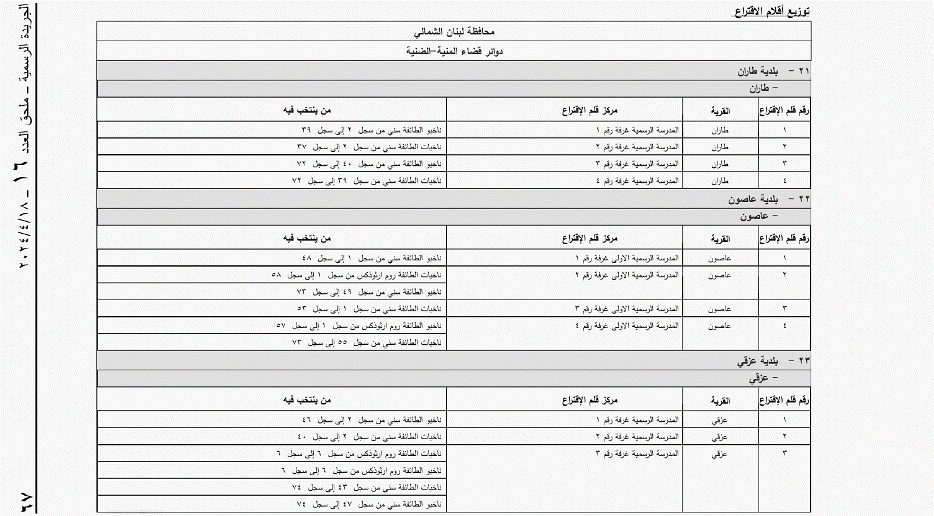 الجريدة الرسمية – ملحق العدد ١٦ – ٢٠٢٤/٤/١٨
٦٧
توزيع أقلام الاقتراع
محافظة لبنان الشمالي
دوائر قضاء المنية-الضنية
٢١ - بلدية طاران
- طاران
رقم قلم الإقتراع القرية مركز قلم الإقتراع من ينتخب فيه
١ طاران المدرسة الرسمية غرفة رقم ١ ناخبو الطائفة سني من سجل ٢ إلى سجل ٣٩
٢ طاران المدرسة الرسمية غرفة رقم ٢ ناخبات الطائفة سني من سجل ٢ إلى سجل ٣٧
٣ طاران المدرسة الرسمية غرفة رقم ٣ ناخبو الطائفة سني من سجل ٤٠ إلى سجل ٧٢
٤ طاران المدرسة الرسمية غرفة رقم ٤ ناخبات الطائفة سني من سجل ٣٩ إلى سجل ٧٢
٢٢ - بلدية عاصون
- عاصون
رقم قلم الإقتراع القرية مركز قلم الإقتراع من ينتخب فيه
١ عاصون المدرسة الرسمية الاولى غرفة رقم ١ ناخبو الطائفة سني من سجل ١ إلى سجل ٤٨
٢ عاصون المدرسة الرسمية الاولى غرفة رقم ٢ ناخبات الطائفة روم ارثوذكس من سجل ١ إلى سجل ٥٨
ناخبو الطائفة سني من سجل ٤٩ إلى سجل ٧٣
٣ عاصون المدرسة الرسمية الاولى غرفة رقم ٣ ناخبات الطائفة سني من سجل ١ إلى سجل ٥٣
٤ عاصون المدرسة الرسمية الاولى غرفة رقم ٤ ناخبو الطائفة روم ارثوذكس من سجل ١ إلى سجل ٥٧
ناخبات الطائفة سني من سجل ٥٥ إلى سجل ٧٣
٢٣ - بلدية عزقي
- عزقي
رقم قلم الإقتراع القرية مركز قلم الإقتراع من ينتخب فيه
١ عزقي المدرسة الرسمية غرفة رقم ١ ناخبو الطائفة سني من سجل ٢ إلى سجل ٤٦
٢ عزقي المدرسة الرسمية غرفة رقم ٢ ناخبات الطائفة سني من سجل ٢ إلى سجل ٤٠
٣ عزقي المدرسة الرسمية غرفة رقم ٣ ناخبات الطائفة روم ارثوذكس من سجل ٦ إلى سجل ٦
ناخبو الطائفة روم ارثوذكس من سجل ٦ إلى سجل ٦
ناخبات الطائفة سني من سجل ٤٣ إلى سجل ٧٤
ناخبو الطائفة سني من سجل ٤٧ إلى سجل ٧٤